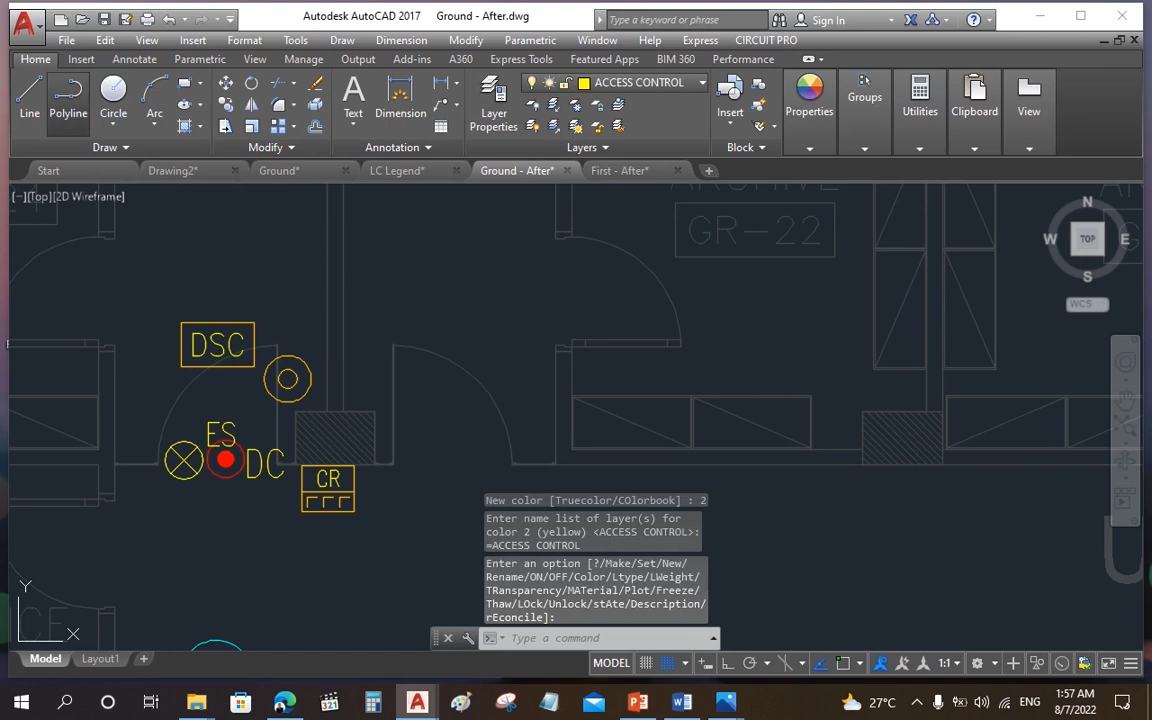 Autodesk AutoCAD 2017 Ground - After.dwg
Type a keyword or phrase
Sign In
File Edit View Insert Format Tools Draw Dimension Modify Parametric Window Help Express CIRCUIT PRO
Home Insert Annotate Parametric View Manage Output Add-ins A360 Express Tools Featured Apps BIM 360 Performance
ACCESS CONTROL
Line Polyline Circle Arc Text Dimension Layer Properties Insert Properties Groups Utilities Clipboard View
Draw Modify Annotation Layers Block
Start Drawing2* Ground* LC Legend* Ground - After* First - After*
[−][Top][2D Wireframe]
ARCHIVE
GR-22
N
W TOP E
S
WCS
DSC
ES
DC
CR
New color [Truecolor/COlorbook] : 2
Enter name list of layer(s) for
color 2 (yellow) <ACCESS CONTROL>:
=ACCESS CONTROL
Enter an option [?/Make/Set/New/
Rename/ON/OFF/Color/Ltype/LWeight/
TRansparency/MATerial/Plot/Freeze/
Thaw/LOck/Unlock/stAte/Description/
rEconcile]:
Type a command
Y
X
Model Layout1
MODEL 1:1
27°C ENG 1:57 AM
8/7/2022